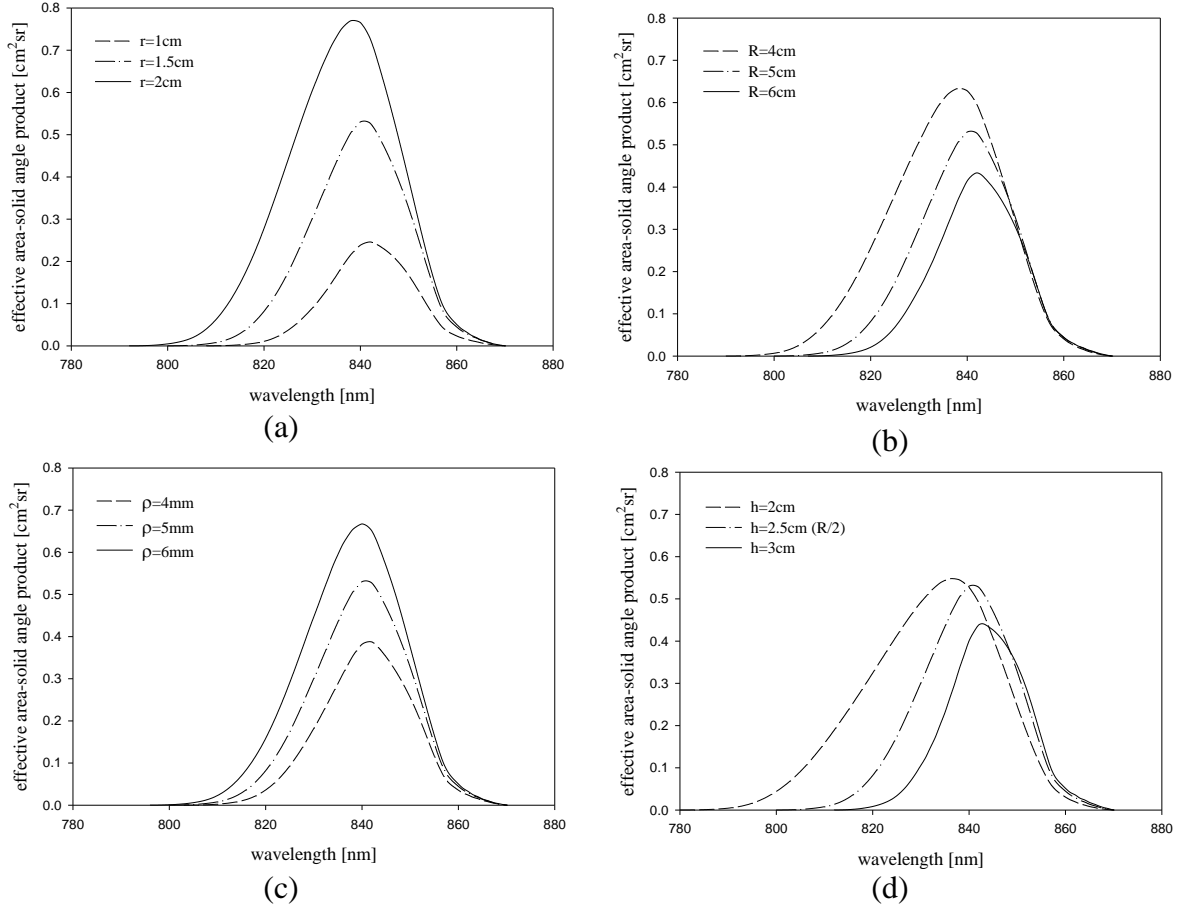 effective area-solid angle product [cm²sr]
0.8
0.7
0.6
0.5
0.4
0.3
0.2
0.1
0.0
r=1cm
r=1.5cm
r=2cm
780
800
820
840
860
880
wavelength [nm]
(a)
effective area-solid angle product [cm²sr]
0.8
0.7
0.6
0.5
0.4
0.3
0.2
0.1
0.0
R=4cm
R=5cm
R=6cm
780
800
820
840
860
880
wavelength [nm]
(b)
effective area-solid angle product [cm²sr]
0.8
0.7
0.6
0.5
0.4
0.3
0.2
0.1
0.0
ρ=4mm
ρ=5mm
ρ=6mm
780
800
820
840
860
880
wavelength [nm]
(c)
effective area-solid angle product [cm²sr]
0.8
0.7
0.6
0.5
0.4
0.3
0.2
0.1
0.0
h=2cm
h=2.5cm (R/2)
h=3cm
780
800
820
840
860
880
wavelength [nm]
(d)